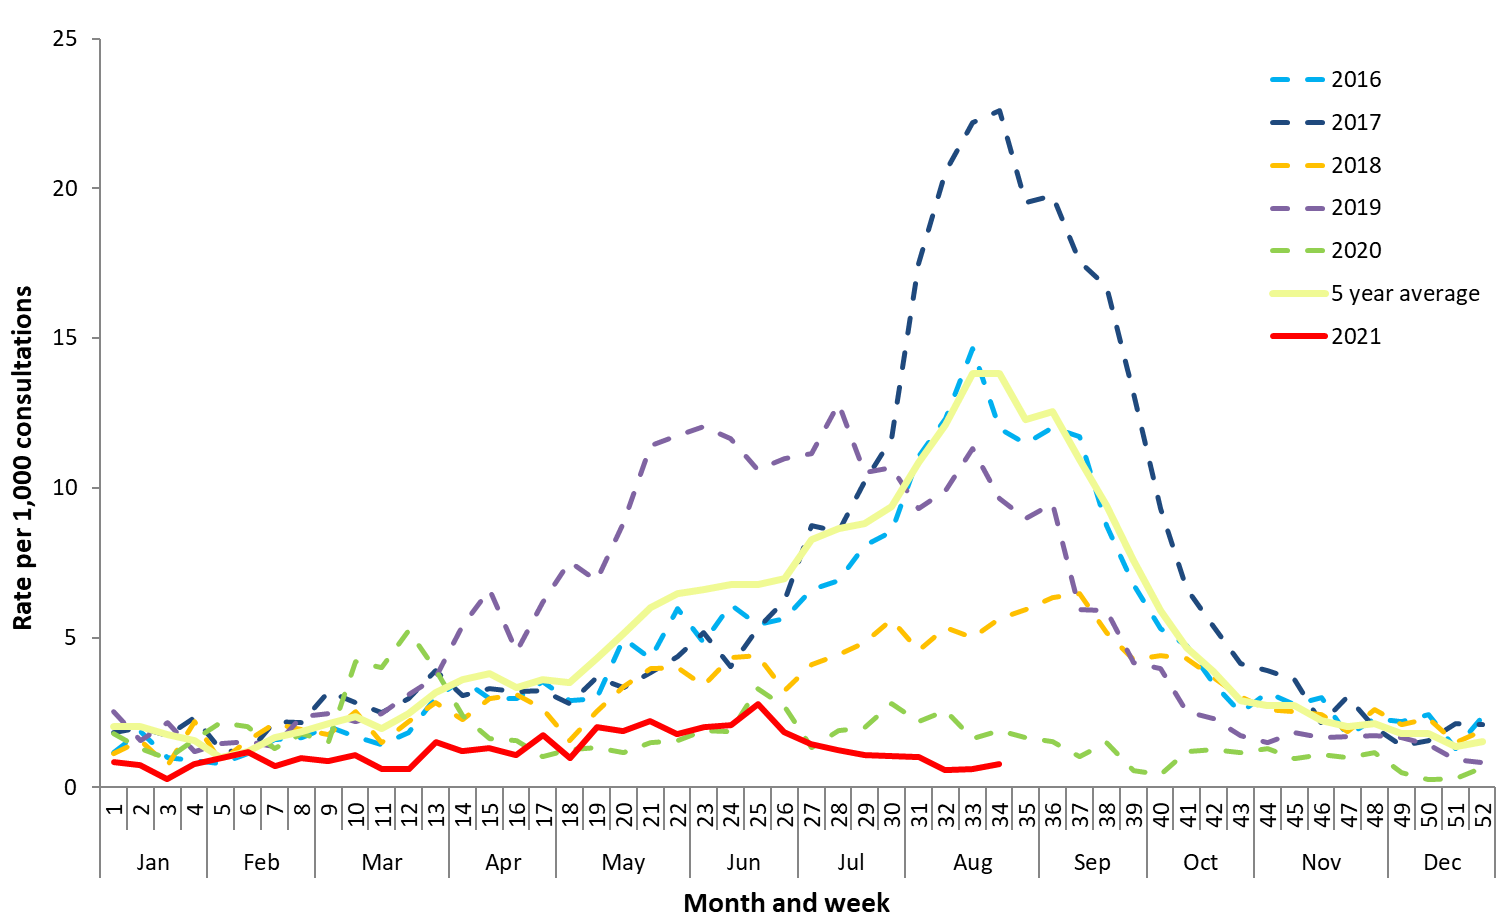 25
20
15
10
5
0
Rate per 1,000 consultations
2016
2017
2018
2019
2020
5 year average
2021
1 2 3 4 5 6 7 8 9 10 11 12 13 14 15 16 17 18 19 20 21 22 23 24 25 26 27 28 29 30 31 32 33 34 35 36 37 38 39 40 41 42 43 44 45 46 47 48 49 50 51 52
Jan Feb Mar Apr May Jun Jul Aug Sep Oct Nov Dec
Month and week